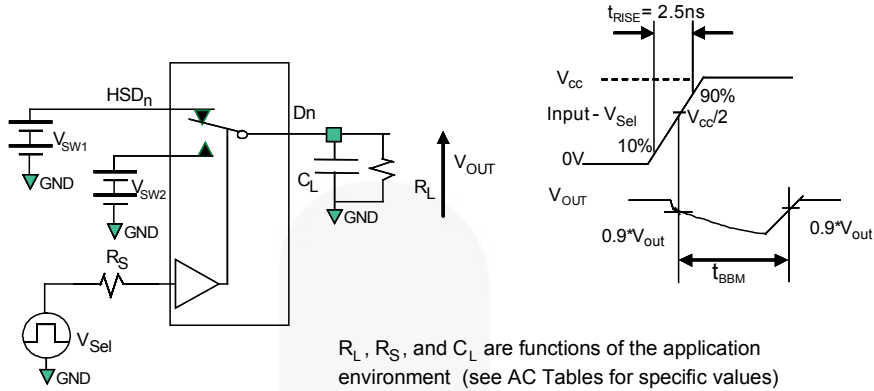 tRISE = 2.5ns
HSDn
Dn
VSW1
GND
VSW2
GND
CL
RL
VOUT
GND
RS
VSel
GND
Vcc
Input - VSel
90%
Vcc/2
10%
0V
VOUT
0.9*Vout
0.9*Vout
tBBM
RL, RS, and CL are functions of the application
environment (see AC Tables for specific values)